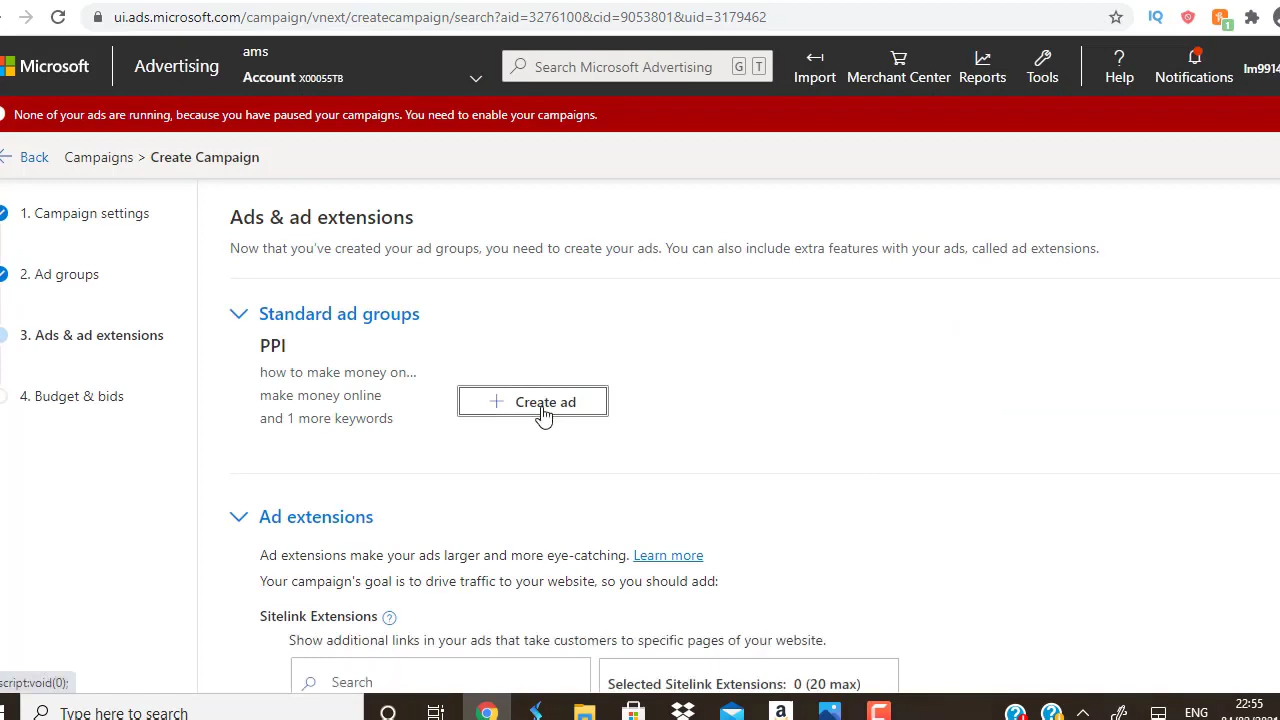 ui.ads.microsoft.com/campaign/vnext/createcampaign/search?aid=3276100&cid=9053801&uid=3179462
IQ
1
Microsoft
Advertising
ams
Account X00055TB
Search Microsoft Advertising
G
T
Import
Merchant Center
Reports
Tools
?
Help
Notifications
lm9914
None of your ads are running, because you have paused your campaigns. You need to enable your campaigns.
Back
Campaigns > Create Campaign
1. Campaign settings
2. Ad groups
3. Ads & ad extensions
4. Budget & bids
Ads & ad extensions
Now that you've created your ad groups, you need to create your ads. You can also include extra features with your ads, called ad extensions.
Standard ad groups
PPI
how to make money on...
make money online
and 1 more keywords
Create ad
Ad extensions
Ad extensions make your ads larger and more eye-catching. Learn more
Your campaign's goal is to drive traffic to your website, so you should add:
Sitelink Extensions ?
Show additional links in your ads that take customers to specific pages of your website.
Search
Selected Sitelink Extensions: 0 (20 max)
script:void(0);
Type here to search
a
ENG
22:55